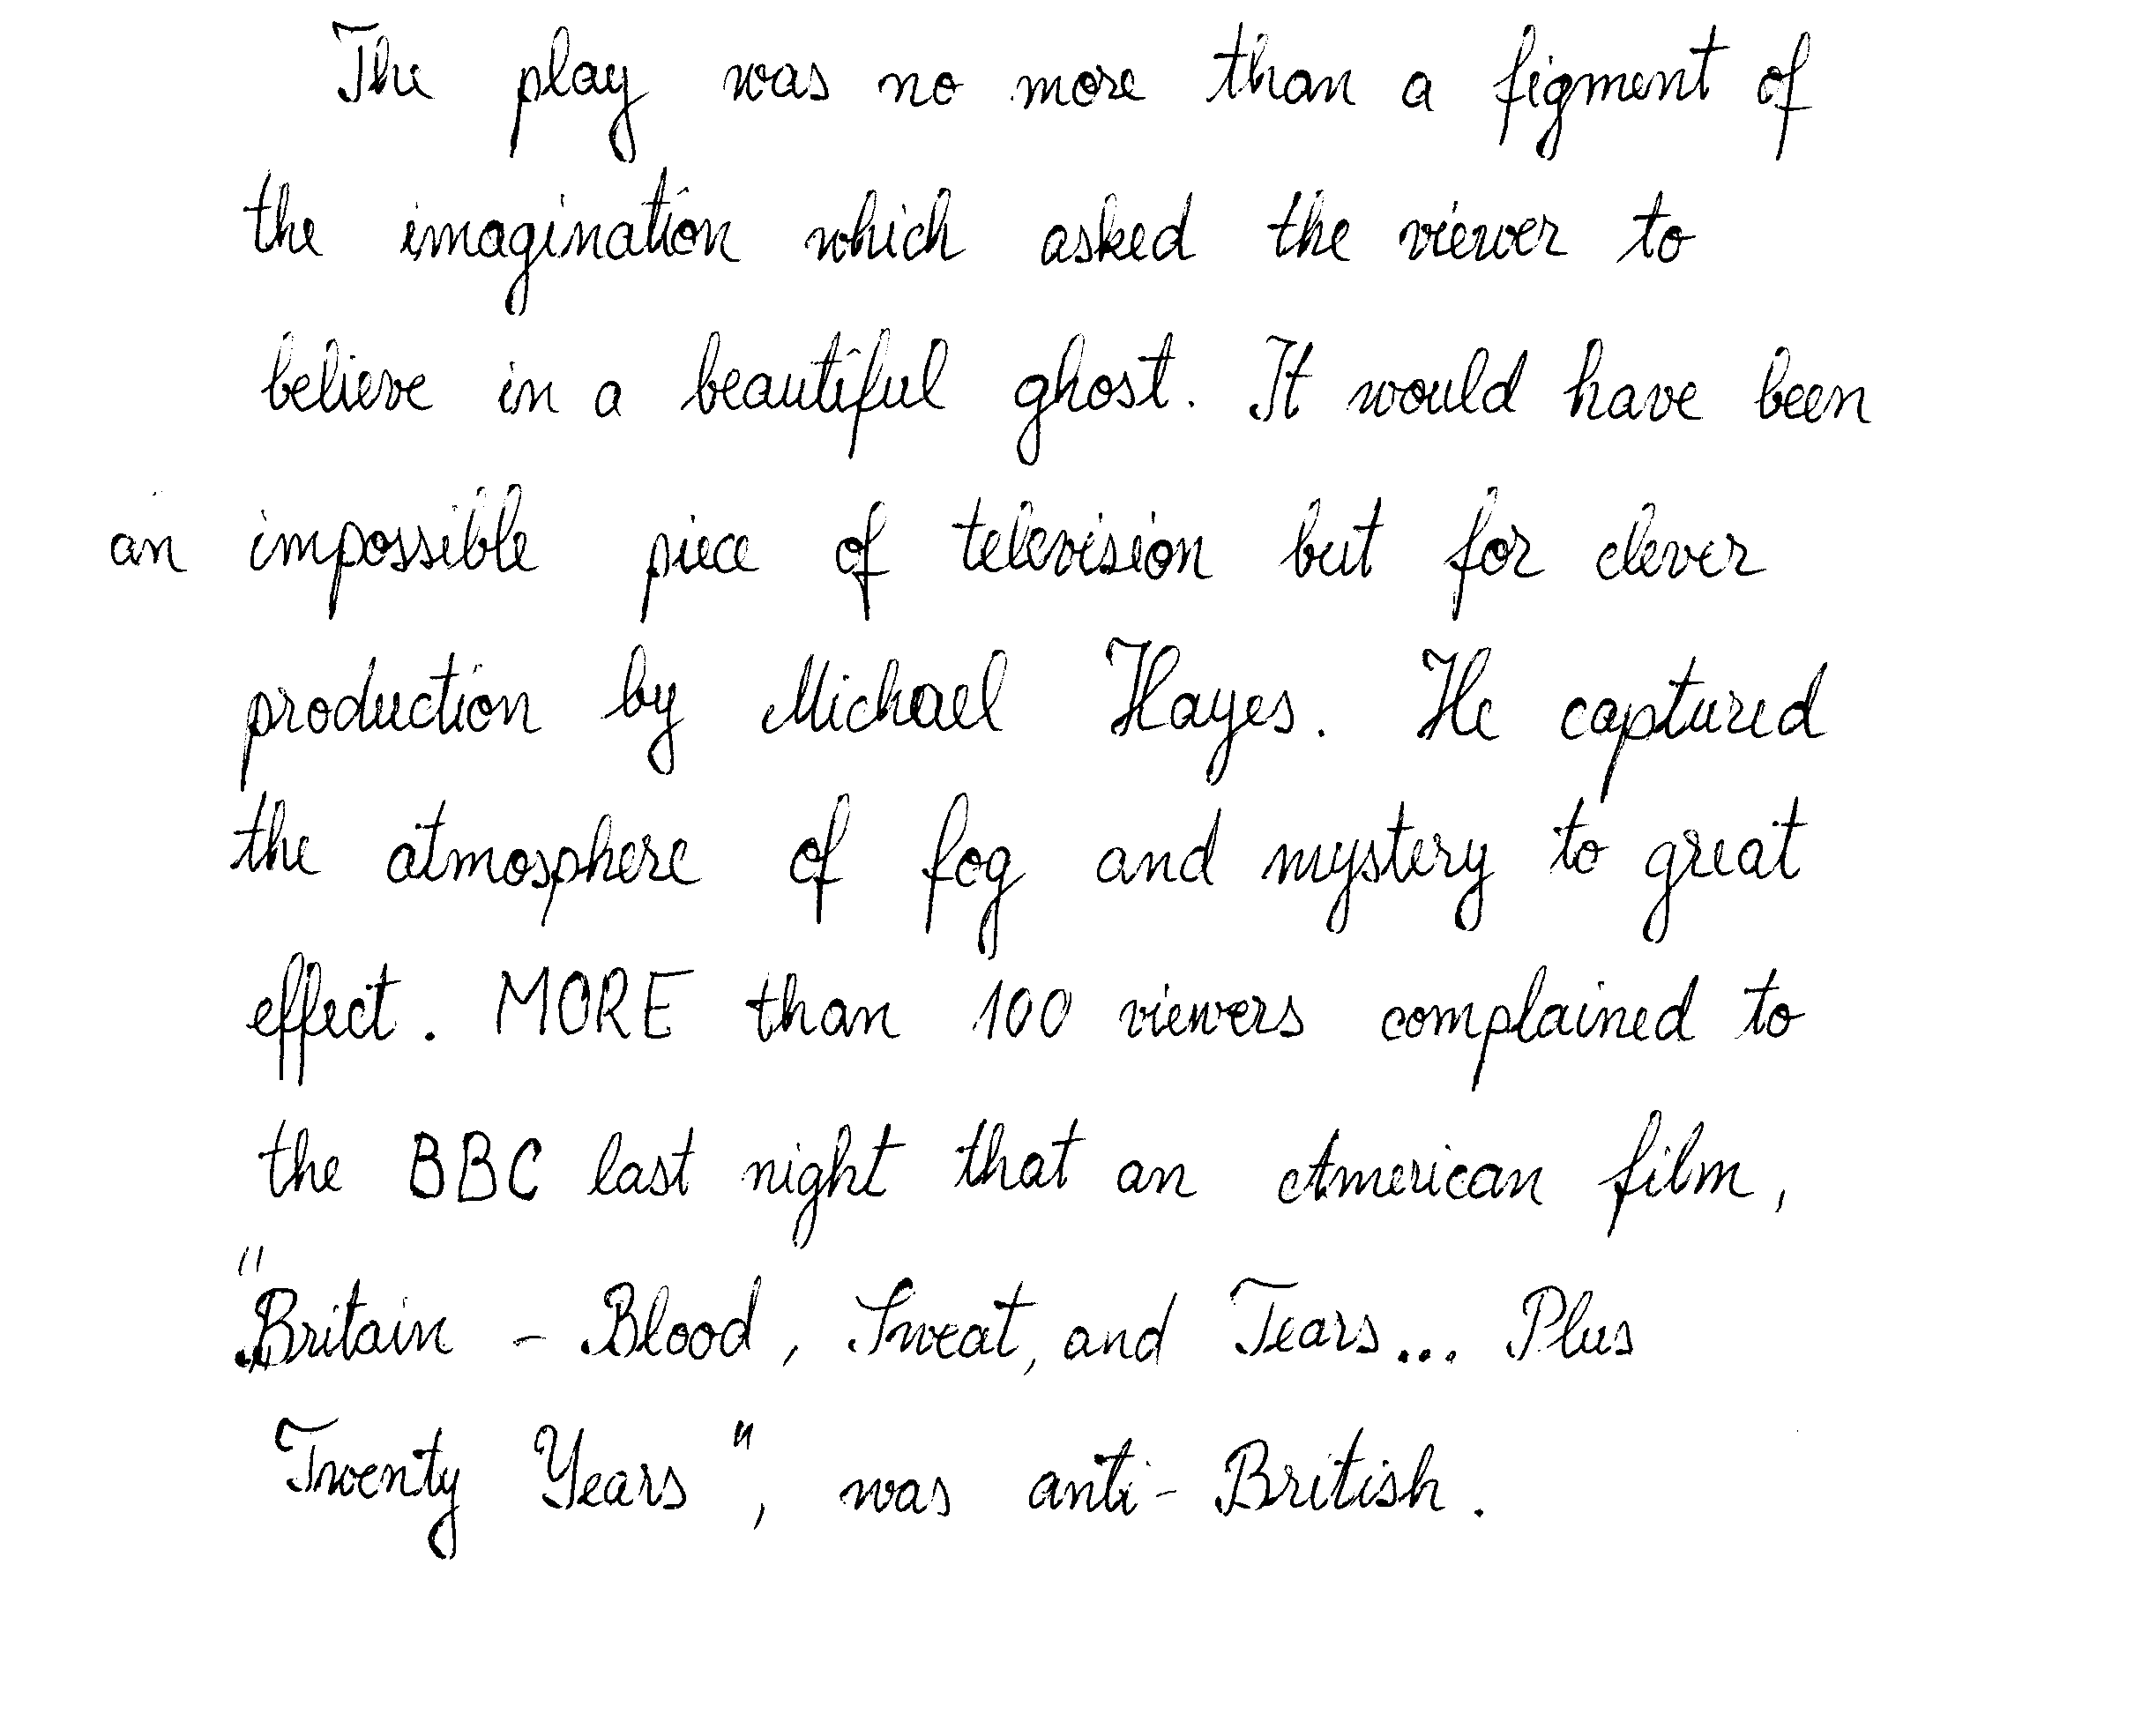 The play was no more than a figment of
the imagination which asked the viewer to
believe in a beautiful ghost. It would have been
an impossible piece of television but for clever
production by Michael Hayes. He captured
the atmosphere of fog and mystery to great
effect. MORE than 100 viewers complained to
the BBC last night that an American film,
"Britain - Blood, Sweat, and Tears... Plus
Twenty Years", was anti-British.